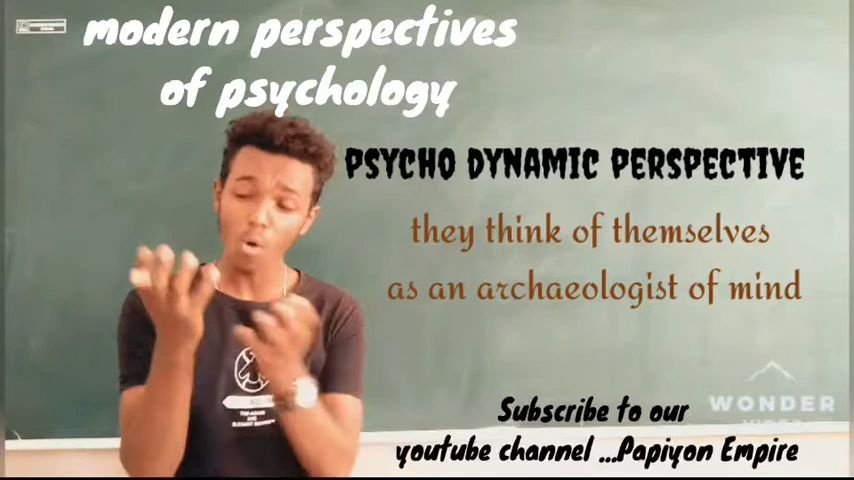 modern perspectives
of psychology
PSYCHO DYNAMIC PERSPECTIVE
they think of themselves
as an archaeologist of mind
Subscribe to our
youtube channel ...Papiyon Empire
WONDER